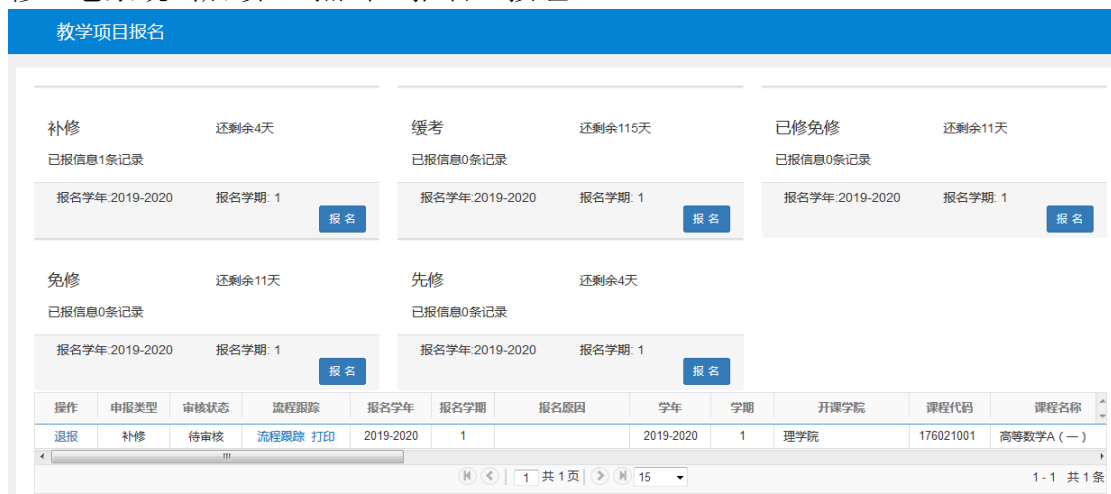 教学项目报名
补修 还剩余4天 缓考 还剩余115天 已修免修 还剩余11天
已报信息1条记录 已报信息0条记录 已报信息0条记录
报名学年:2019-2020 报名学期: 1 报名学年:2019-2020 报名学期: 1 报名学年:2019-2020 报名学期: 1
报 名 报 名 报 名
免修 还剩余11天 先修 还剩余4天
已报信息0条记录 已报信息0条记录
报名学年:2019-2020 报名学期: 1 报名学年:2019-2020 报名学期: 1
报 名 报 名
操作 申报类型 审核状态 流程跟踪 报名学年 报名学期 报名原因 学年 学期 开课学院 课程代码 课程名称
退报 补修 待审核 流程跟踪 打印 2019-2020 1 2019-2020 1 理学院 176021001 高等数学A(一)
1 共 1 页 15 1 - 1 共 1 条